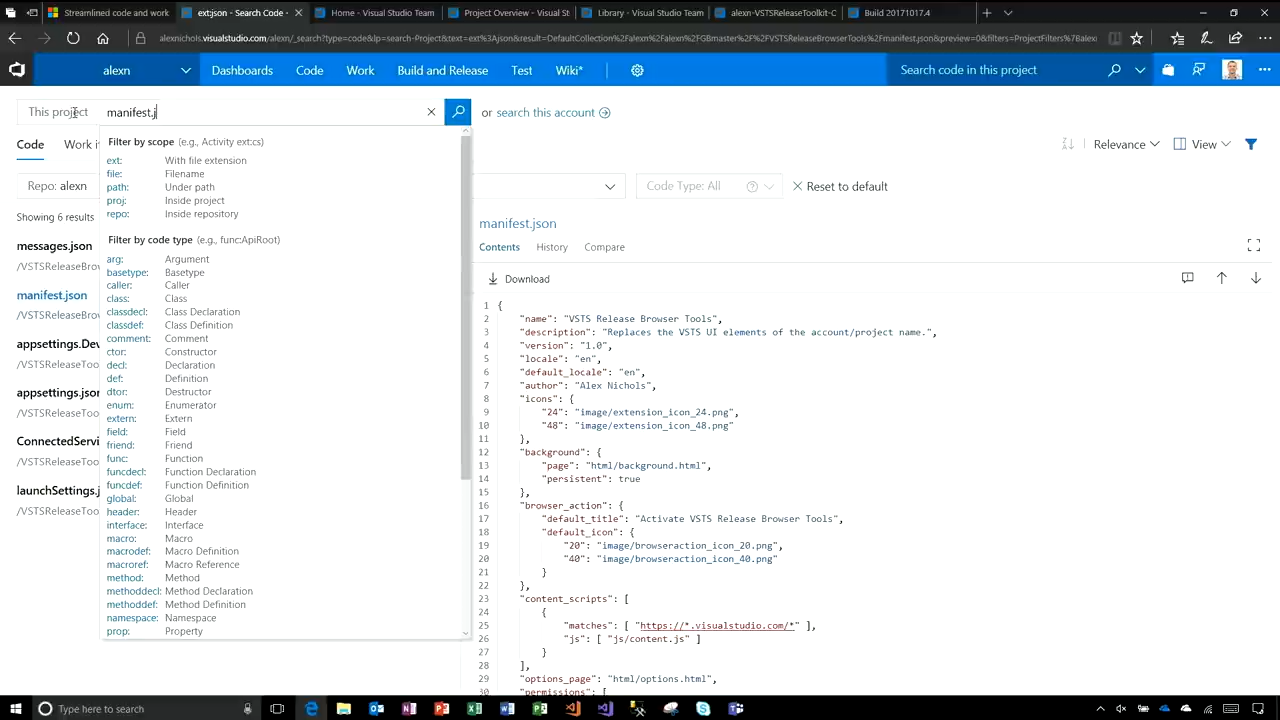 Streamlined code and work
ext:json - Search Code -
Home - Visual Studio Team
Project Overview - Visual St
Library - Visual Studio Team
alexn-VSTSReleaseToolkit-C
Build 20171017.4
alexnichols.visualstudio.com/alexn/_search?type=code&lp=search-Project&text=ext%3Ajson&result=DefaultCollection%2Falexn%2Falexn%2FGBmaster%2F%2FVSTSReleaseBrowserTools%2Fmanifest.json&preview=0&filters=ProjectFilters%7Balexn
alexn
Dashboards Code Work Build and Release Test Wiki*
Search code in this project
This project manifest.j
or search this account
Code Work i
Relevance View
Repo: alexn
Code Type: All
Reset to default
Showing 6 results
messages.json
/VSTSReleaseBrov
manifest.json
/VSTSReleaseBrov
appsettings.Dev
/VSTSReleaseToo
appsettings.json
/VSTSReleaseToo
ConnectedServi
/VSTSReleaseToo
launchSettings.j
/VSTSReleaseToo
Filter by scope (e.g., Activity ext:cs)
ext: With file extension
file: Filename
path: Under path
proj: Inside project
repo: Inside repository
Filter by code type (e.g., func:ApiRoot)
arg: Argument
basetype: Basetype
caller: Caller
class: Class
classdecl: Class Declaration
classdef: Class Definition
comment: Comment
ctor: Constructor
decl: Declaration
def: Definition
dtor: Destructor
enum: Enumerator
extern: Extern
field: Field
friend: Friend
func: Function
funcdecl: Function Declaration
funcdef: Function Definition
global: Global
header: Header
interface: Interface
macro: Macro
macrodef: Macro Definition
macroref: Macro Reference
method: Method
methoddecl: Method Declaration
methoddef: Method Definition
namespace: Namespace
prop: Property
manifest.json
Contents History Compare
Download
1 {
2 "name": "VSTS Release Browser Tools",
3 "description": "Replaces the VSTS UI elements of the account/project name.",
4 "version": "1.0",
5 "locale": "en",
6 "default_locale": "en",
7 "author": "Alex Nichols",
8 "icons": {
9 "24": "image/extension_icon_24.png",
10 "48": "image/extension_icon_48.png"
11 },
12 "background": {
13 "page": "html/background.html",
14 "persistent": true
15 },
16 "browser_action": {
17 "default_title": "Activate VSTS Release Browser Tools",
18 "default_icon": {
19 "20": "image/browseraction_icon_20.png",
20 "40": "image/browseraction_icon_40.png"
21 }
22 },
23 "content_scripts": [
24 {
25 "matches": [ "https://*.visualstudio.com/*" ],
26 "js": [ "js/content.js" ]
27 }
28 ],
29 "options_page": "html/options.html",
30 "permissions": [
Type here to search